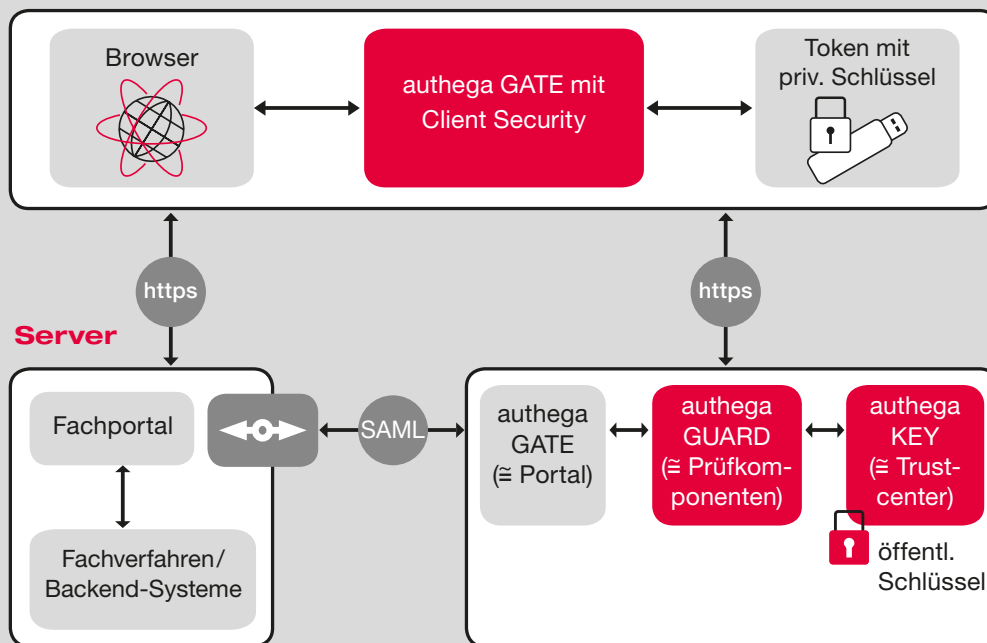 Browser
authega GATE mit
Client Security
Token mit
priv. Schlüssel
https
https
Server
Fachportal
SAML
authega
GATE
(≅ Portal)
authega
GUARD
(≅ Prüfkom-
ponenten)
authega
KEY
(≅ Trust-
center)
Fachverfahren/
Backend-Systeme
öffentl.
Schlüssel